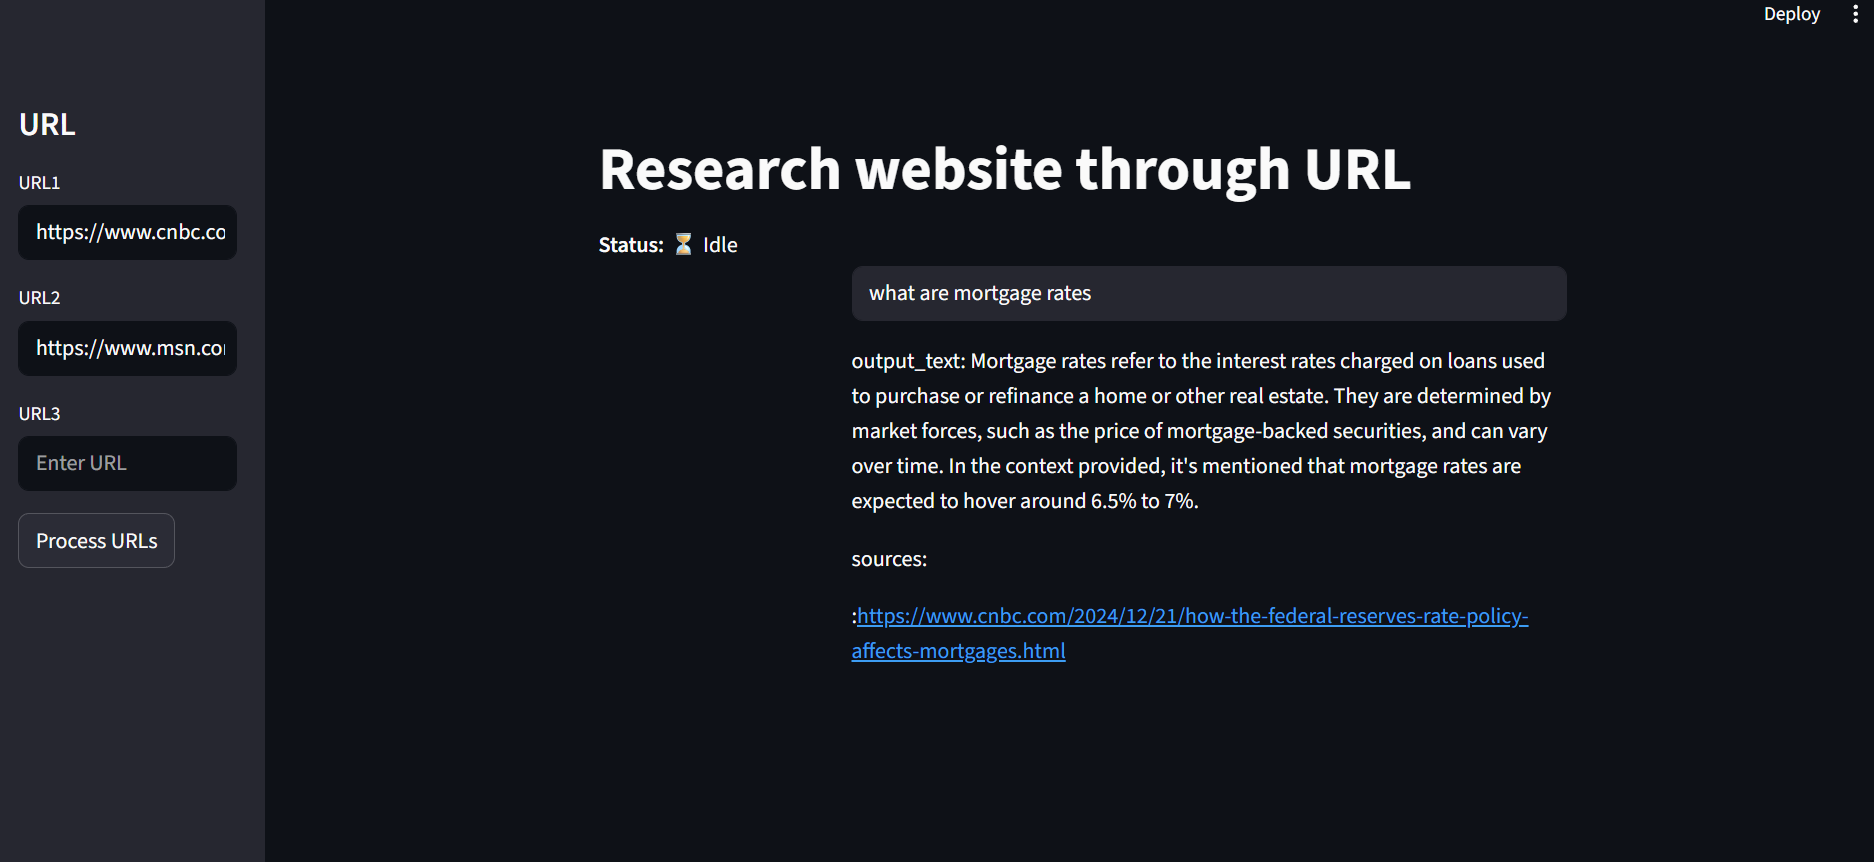 Deploy
URL
URL1
https://www.cnbc.co
URL2
https://www.msn.co
URL3
Enter URL
Process URLs
Research website through URL
Status: ⏳ Idle
what are mortgage rates
output_text: Mortgage rates refer to the interest rates charged on loans used
to purchase or refinance a home or other real estate. They are determined by
market forces, such as the price of mortgage-backed securities, and can vary
over time. In the context provided, it's mentioned that mortgage rates are
expected to hover around 6.5% to 7%.
sources:
:https://www.cnbc.com/2024/12/21/how-the-federal-reserves-rate-policy-
affects-mortgages.html